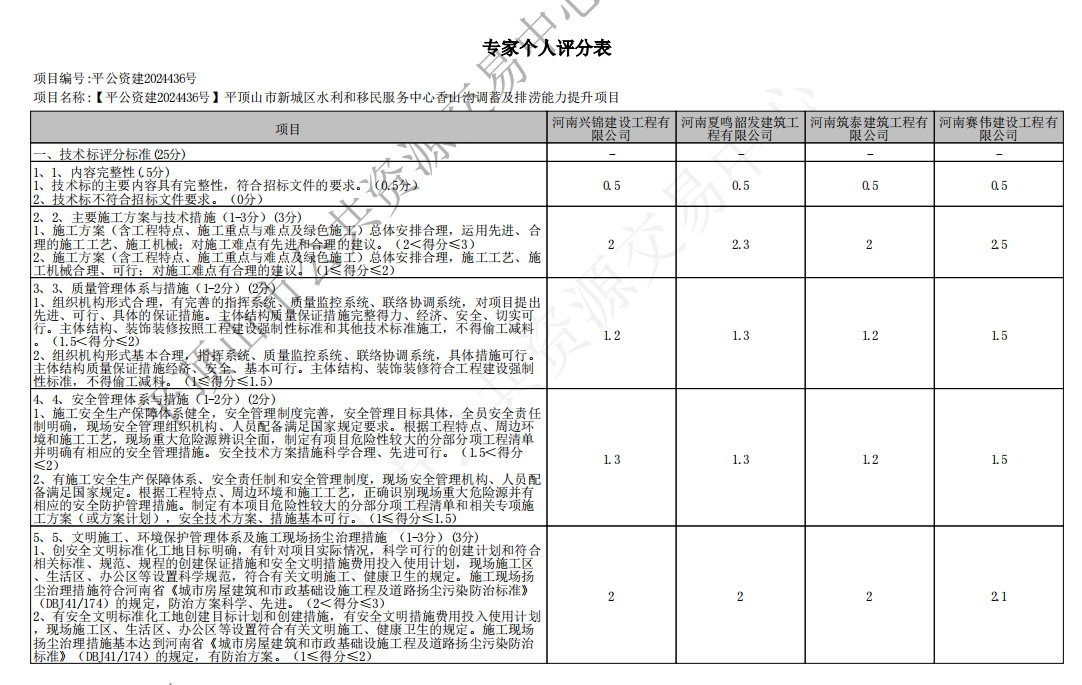 专家个人评分表
项目编号:平公资建2024436号
项目名称:【平公资建2024436号】平顶山市新城区水利和移民服务中心香山沟调蓄及排涝能力提升项目
项目
河南兴锦建设工程有
限公司
河南夏鸣韶发建筑工
程有限公司
河南筑泰建筑工程有
限公司
河南赛伟建设工程有
限公司
一、技术标评分标准(25分)
－ － － －
1、1、内容完整性(.5分)
1、技术标的主要内容具有完整性，符合招标文件的要求。（0.5分）
2、技术标不符合招标文件要求。（0分）
0.5 0.5 0.5 0.5
2、2、主要施工方案与技术措施（1-3分）(3分)
1、施工方案（含工程特点、施工重点与难点及绿色施工）总体安排合理，运用先进、合
理的施工工艺、施工机械；对施工难点有先进和合理的建议。（2<得分≤3）
2、施工方案（含工程特点、施工重点与难点及绿色施工）总体安排合理，施工工艺、施
工机械合理、可行；对施工难点有合理的建议。（1≤得分≤2）
2 2.3 2 2.5
3、3、质量管理体系与措施（1-2分）(2分)
1、组织机构形式合理，有完善的指挥系统、质量监控系统、联络协调系统，对项目提出
先进、可行、具体的保证措施。主体结构质量保证措施完整得力、经济、安全、切实可
行。主体结构、装饰装修按照工程建设强制性标准和其他技术标准施工，不得偷工减料
。（1.5<得分≤2）
2、组织机构形式基本合理，指挥系统、质量监控系统、联络协调系统，具体措施可行。
主体结构质量保证措施经济、安全、基本可行。主体结构、装饰装修符合工程建设强制
性标准，不得偷工减料。（1≤得分≤1.5）
1.2 1.3 1.2 1.5
4、4、安全管理体系与措施（1-2分）(2分)
1、施工安全生产保障体系健全，安全管理制度完善，安全管理目标具体，全员安全责任
制明确，现场安全管理组织机构、人员配备满足国家规定要求。根据工程特点、周边环
境和施工工艺，现场重大危险源辨识全面，制定有项目危险性较大的分部分项工程清单
并明确有相应的安全管理措施。安全技术方案措施科学合理、先进可行。（1.5<得分
≤2）
2、有施工安全生产保障体系、安全责任制和安全管理制度，现场安全管理机构、人员配
备满足国家规定。根据工程特点、周边环境和施工工艺，正确识别现场重大危险源并有
相应的安全防护管理措施。制定有本项目危险性较大的分部分项工程清单和相关专项施
工方案（或方案计划），安全技术方案、措施基本可行。（1≤得分≤1.5）
1.3 1.3 1.2 1.5
5、5、文明施工、环境保护管理体系及施工现场扬尘治理措施 （1-3分）(3分)
1、创安全文明标准化工地目标明确，有针对项目实际情况，科学可行的创建计划和符合
相关标准、规范、规程的创建保证措施和安全文明措施费用投入使用计划，现场施工区
、生活区、办公区等设置科学规范，符合有关文明施工、健康卫生的规定。施工现场扬
尘治理措施符合河南省《城市房屋建筑和市政基础设施工程及道路扬尘污染防治标准》
（DBJ41/174）的规定，防治方案科学、先进。（2<得分≤3）
2、有安全文明标准化工地创建目标计划和创建措施，有安全文明措施费用投入使用计划
，现场施工区、生活区、办公区等设置符合有关文明施工、健康卫生的规定。施工现场
扬尘治理措施基本达到河南省《城市房屋建筑和市政基础设施工程及道路扬尘污染防治
标准》（DBJ41/174）的规定，有防治方案。（1≤得分≤2）
2 2 2 2.1
平顶山市公共资源交易中心
市公共资源交易中心